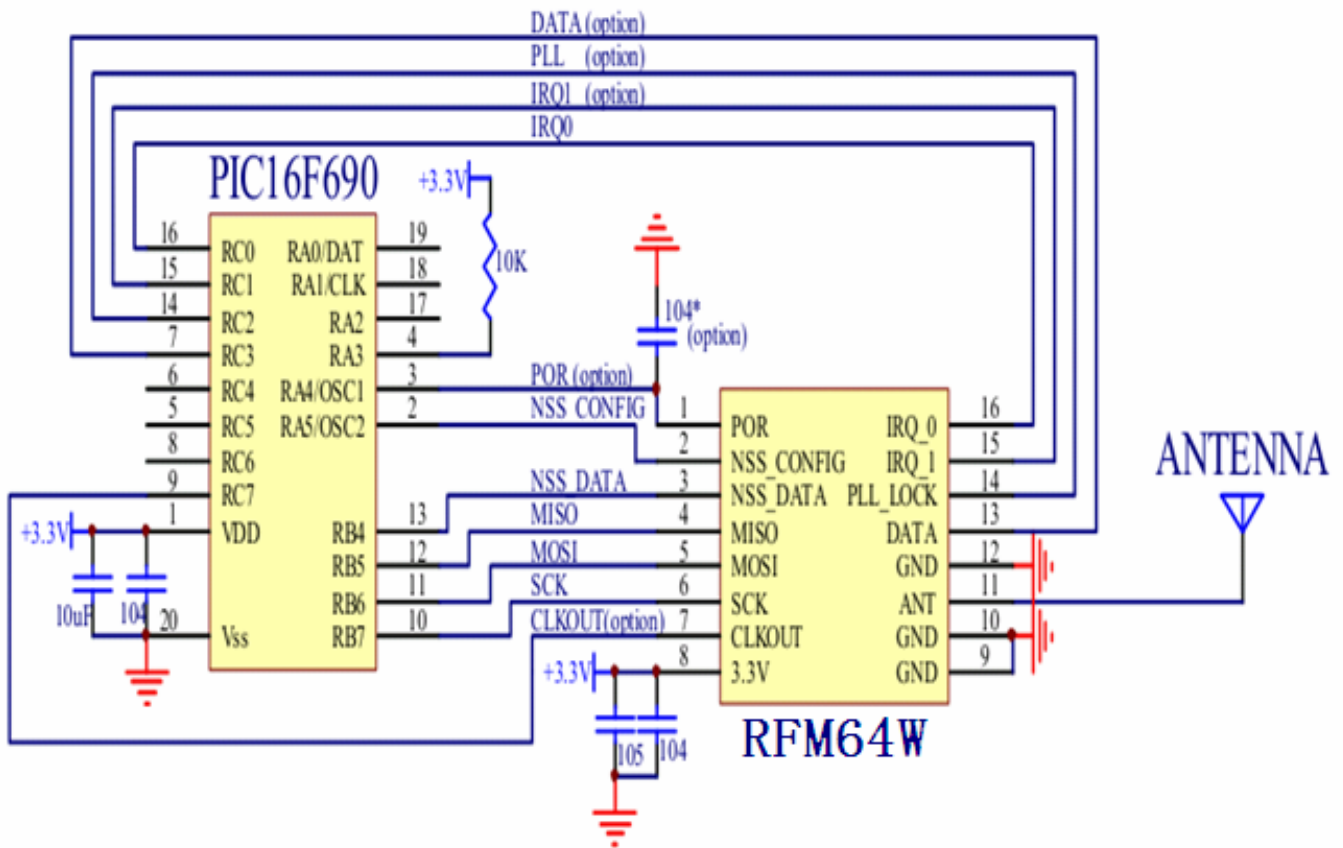 DATA (option)
PLL (option)
IRQ1 (option)
IRQ0
PIC16F690
+3.3V
10K
16 RC0 RA0/DAT 19
15 RC1 RA1/CLK 18
14 RC2 RA2 17
7 RC3 RA3 4
6 RC4 RA4/OSC1 3
5 RC5 RA5/OSC2 2
8 RC6
9 RC7
1 VDD RB4 13
RB5 12
RB6 11
20 Vss RB7 10
+3.3V
10uF 104
104*
(option)
POR (option)
NSS_CONFIG
NSS_DATA
MISO
MOSI
SCK
CLKOUT(option)
1 POR IRQ_0 16
2 NSS_CONFIG IRQ_1 15
3 NSS_DATA PLL_LOCK 14
4 MISO DATA 13
5 MOSI GND 12
6 SCK ANT 11
7 CLKOUT GND 10
8 3.3V GND 9
+3.3V
105 104
RFM64W
ANTENNA